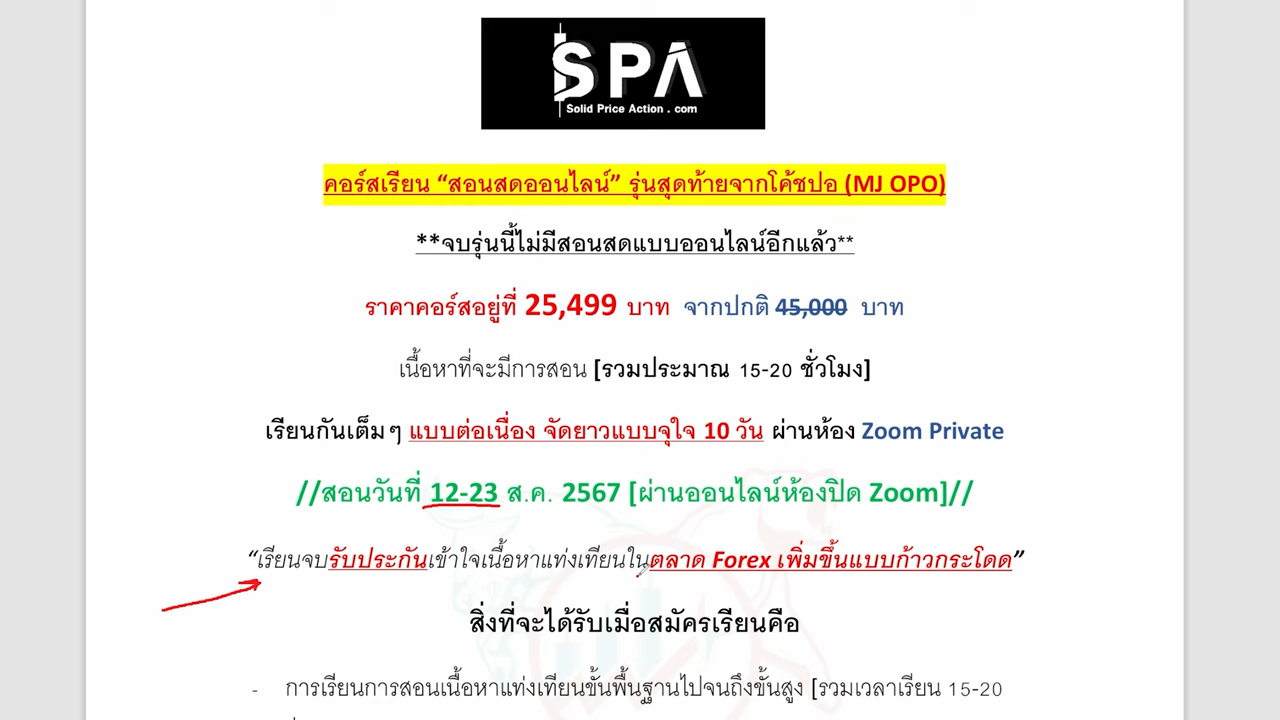 SPA
Solid Price Action . com
คอร์สเรียน “สอนสดออนไลน์” รุ่นสุดท้ายจากโค้ชปอ (MJ OPO)
**จบรุ่นนี้ไม่มีสอนสดแบบออนไลน์อีกแล้ว**
ราคาคอร์สอยู่ที่ 25,499 บาท จากปกติ 45,000 บาท
เนื้อหาที่จะมีการสอน [รวมประมาณ 15-20 ชั่วโมง]
เรียนกันเต็มๆ แบบต่อเนื่อง จัดยาวแบบจุใจ 10 วัน ผ่านห้อง Zoom Private
//สอนวันที่ 12-23 ส.ค. 2567 [ผ่านออนไลน์ห้องปิด Zoom]//
“เรียนจบรับประกันเข้าใจเนื้อหาแท่งเทียนในตลาด Forex เพิ่มขึ้นแบบก้าวกระโดด”
สิ่งที่จะได้รับเมื่อสมัครเรียนคือ
- การเรียนการสอนเนื้อหาแท่งเทียนขั้นพื้นฐานไปจนถึงขั้นสูง [รวมเวลาเรียน 15-20